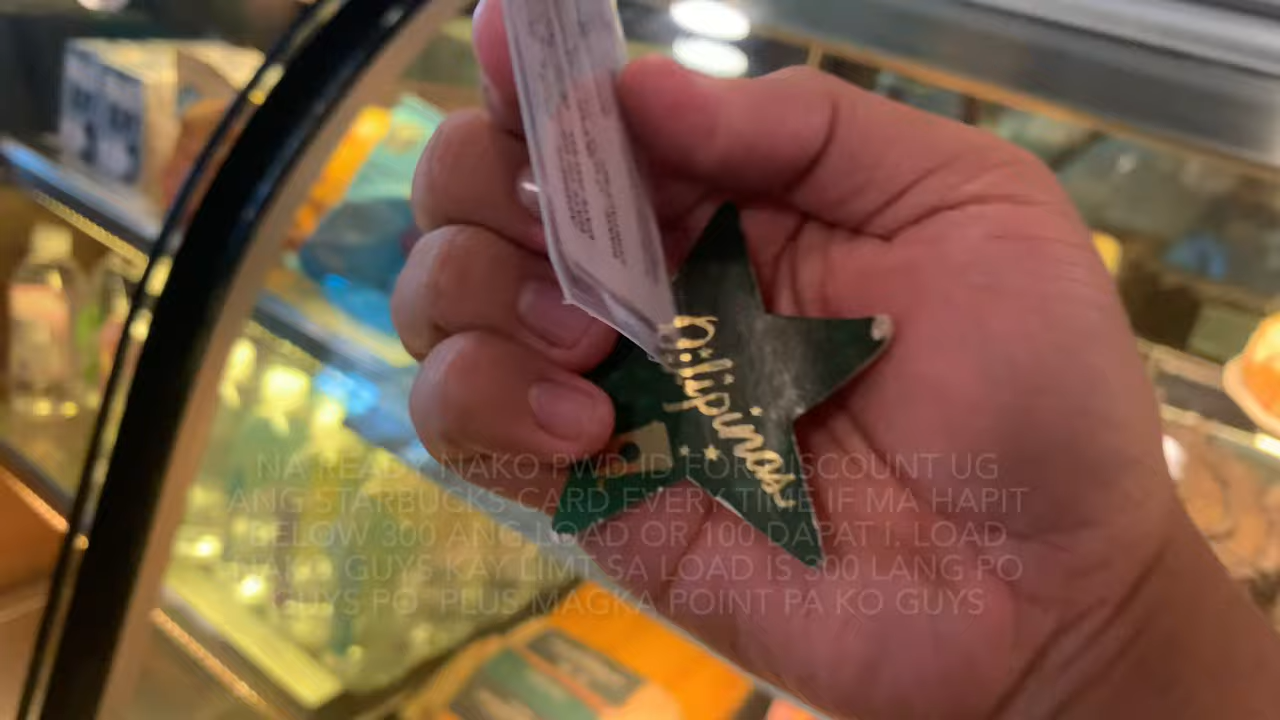 Pilipinas
NA READY NAKO PWD ID FOR DISCOUNT UG
ANG STARBUCKS CARD EVERY TIME IF MA HAPIT
BELOW 300 ANG LOAD OR 100 DAPAT I. LOAD
NAKO GUYS KAY LIMIT SA LOAD IS 300 LANG PO
GUYS PO PLUS MAGKA POINT PA KO GUYS